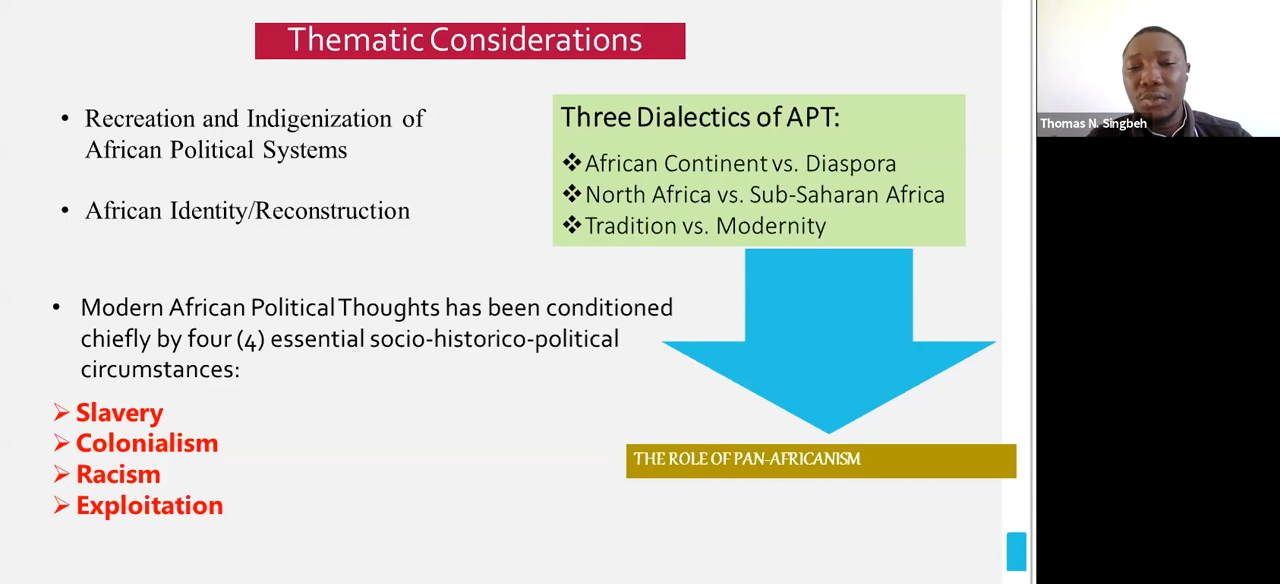 Thematic Considerations
• Recreation and Indigenization of
African Political Systems
• African Identity/Reconstruction
Three Dialectics of APT:
❖African Continent vs. Diaspora
❖North Africa vs. Sub-Saharan Africa
❖Tradition vs. Modernity
• Modern African Political Thoughts has been conditioned
chiefly by four (4) essential socio-historico-political
circumstances:
➢ Slavery
➢ Colonialism
➢ Racism
➢ Exploitation
THE ROLE OF PAN-AFRICANISM
Thomas N. Singbeh